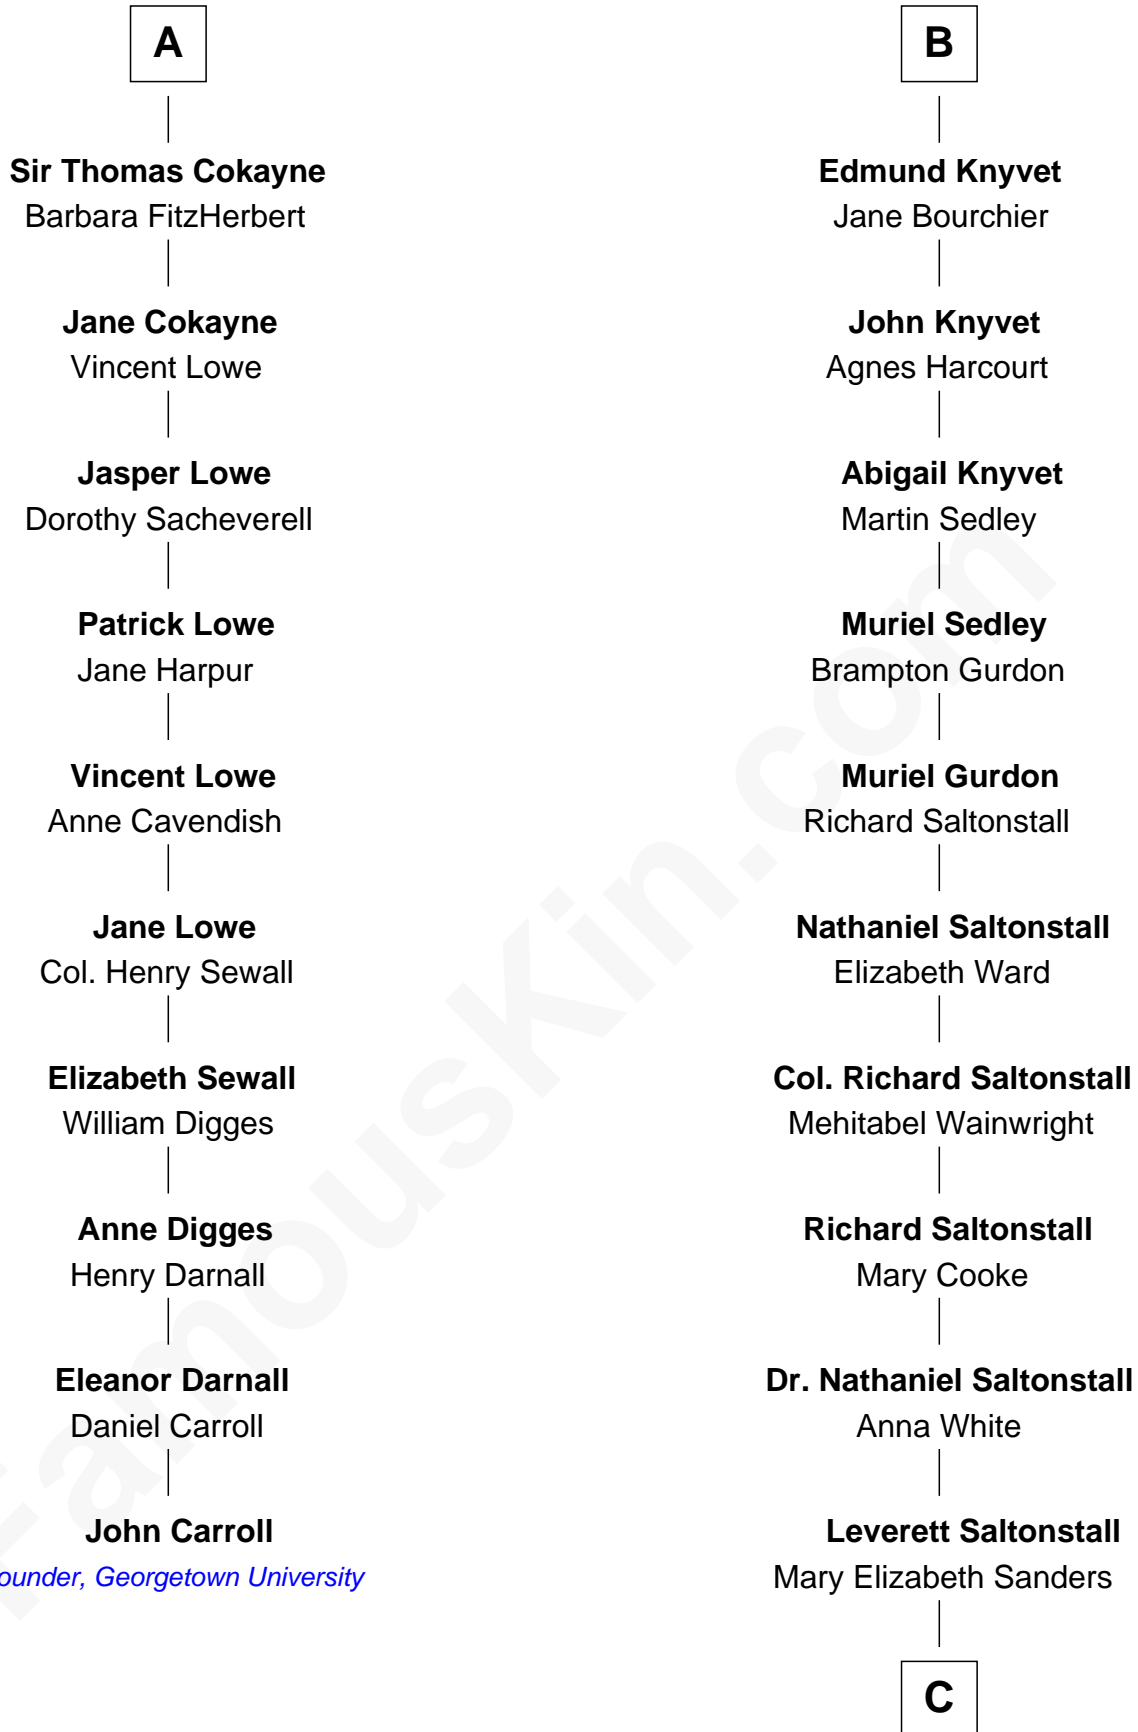 A
Sir Thomas Cokayne
Barbara FitzHerbert
Jane Cokayne
Vincent Lowe
Jasper Lowe
Dorothy Sacheverell
Patrick Lowe
Jane Harpur
Vincent Lowe
Anne Cavendish
Jane Lowe
Col. Henry Sewall
Elizabeth Sewall
William Digges
Anne Digges
Henry Darnall
Eleanor Darnall
Daniel Carroll
John Carroll
ounder, Georgetown University
B
Edmund Knyvet
Jane Bourchier
John Knyvet
Agnes Harcourt
Abigail Knyvet
Martin Sedley
Muriel Sedley
Brampton Gurdon
Muriel Gurdon
Richard Saltonstall
Nathaniel Saltonstall
Elizabeth Ward
Col. Richard Saltonstall
Mehitabel Wainwright
Richard Saltonstall
Mary Cooke
Dr. Nathaniel Saltonstall
Anna White
Leverett Saltonstall
Mary Elizabeth Sanders
C
FamousKin.com